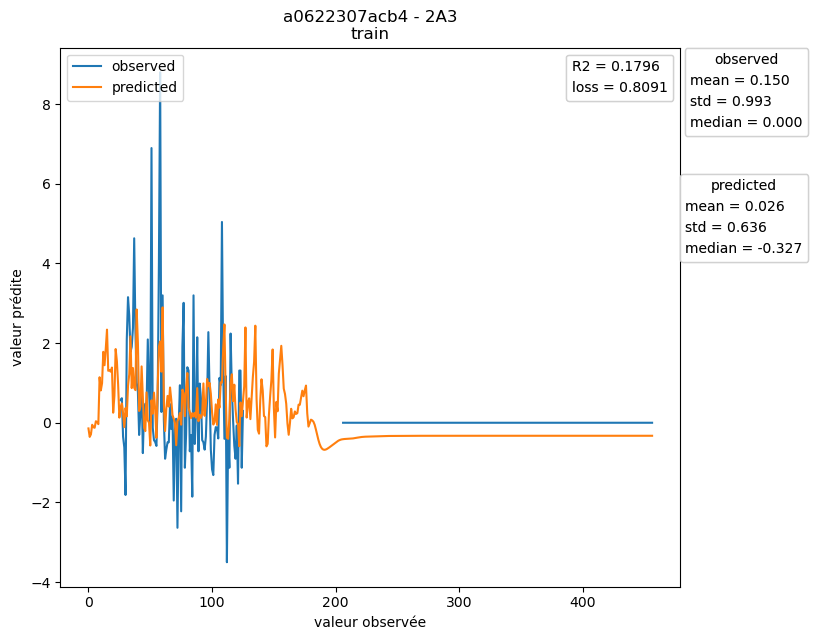 a0622307acb4 - 2A3
train
observed
predicted
R2 = 0.1796
loss = 0.8091
observed
mean = 0.150
std = 0.993
median = 0.000
predicted
mean = 0.026
std = 0.636
median = -0.327
valeur prédite
8
6
4
2
0
−2
−4
0
100
200
300
400
valeur observée